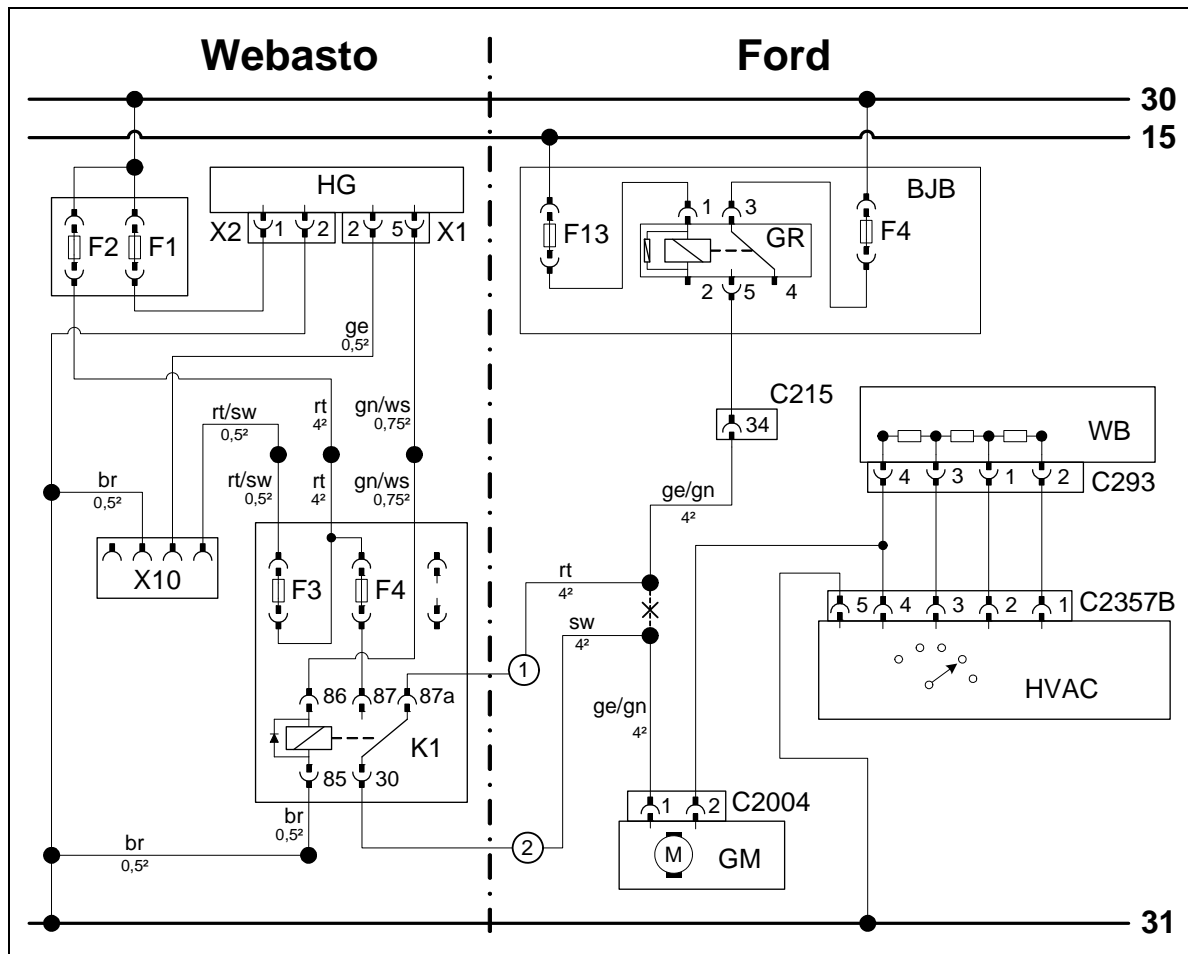 Webasto
Ford
30
15
HG
BJB
X2 1 2 2 5 X1
F2 F1
F13
1 3
GR
F4
2 5 4
ge
0,5²
C215
34
rt/sw
0,5²
rt
4²
gn/ws
0,75²
WB
br
0,5²
rt/sw
0,5²
rt
4²
gn/ws
0,75²
4 3 1 2
C293
ge/gn
4²
X10
F3 F4
rt
4²
5 4 3 2 1
C2357B
sw
4²
1
HVAC
86 87 87a
ge/gn
4²
K1
85 30
1 2
C2004
br
0,5²
br
0,5²
2
M
GM
31